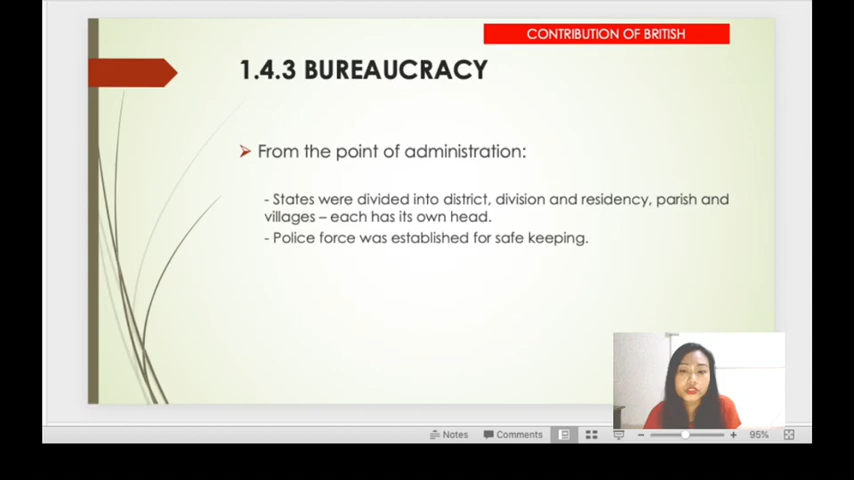 CONTRIBUTION OF BRITISH
1.4.3 BUREAUCRACY
From the point of administration:
- States were divided into district, division and residency, parish and
villages – each has its own head.
- Police force was established for safe keeping.
Notes Comments 95%